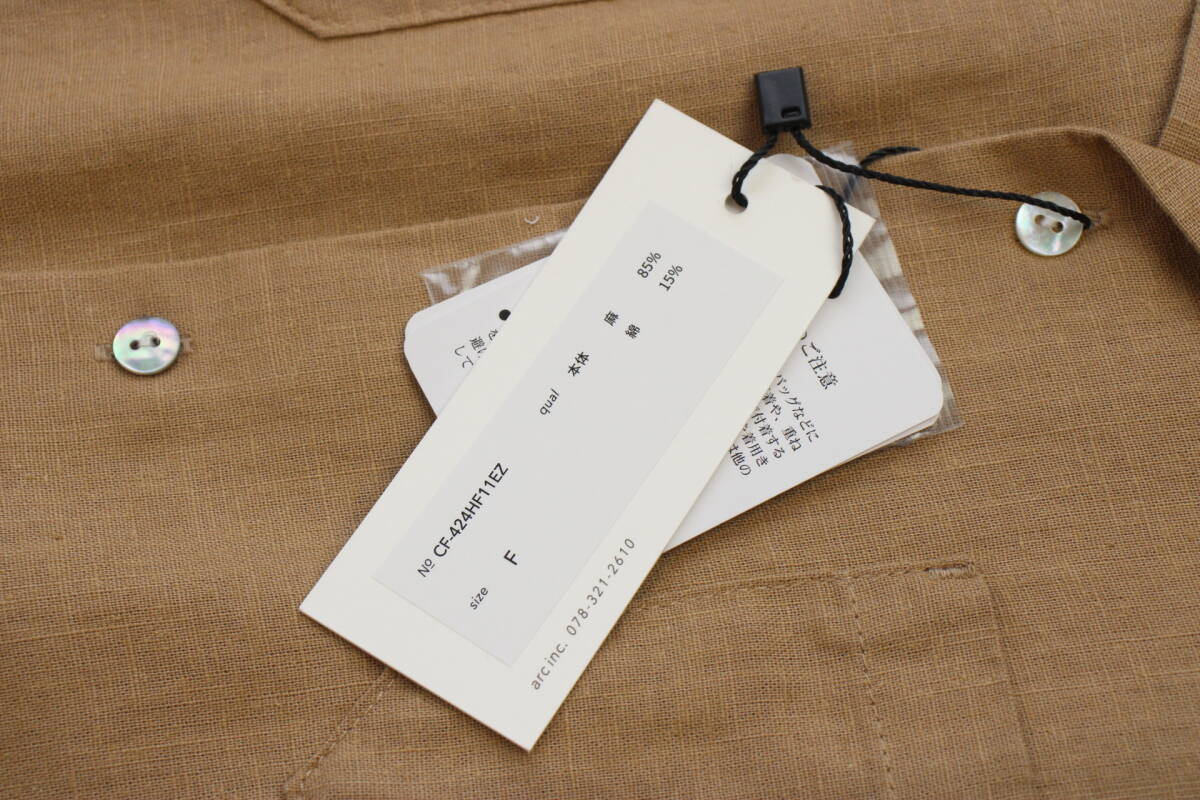 № CF-424HF11EZ
size F
qual 本体 麻 85%
綿 15%
arc inc. 078-321-2610
ご注意
バッグなどに
着や、重ね
付着する
着用き
他の
して